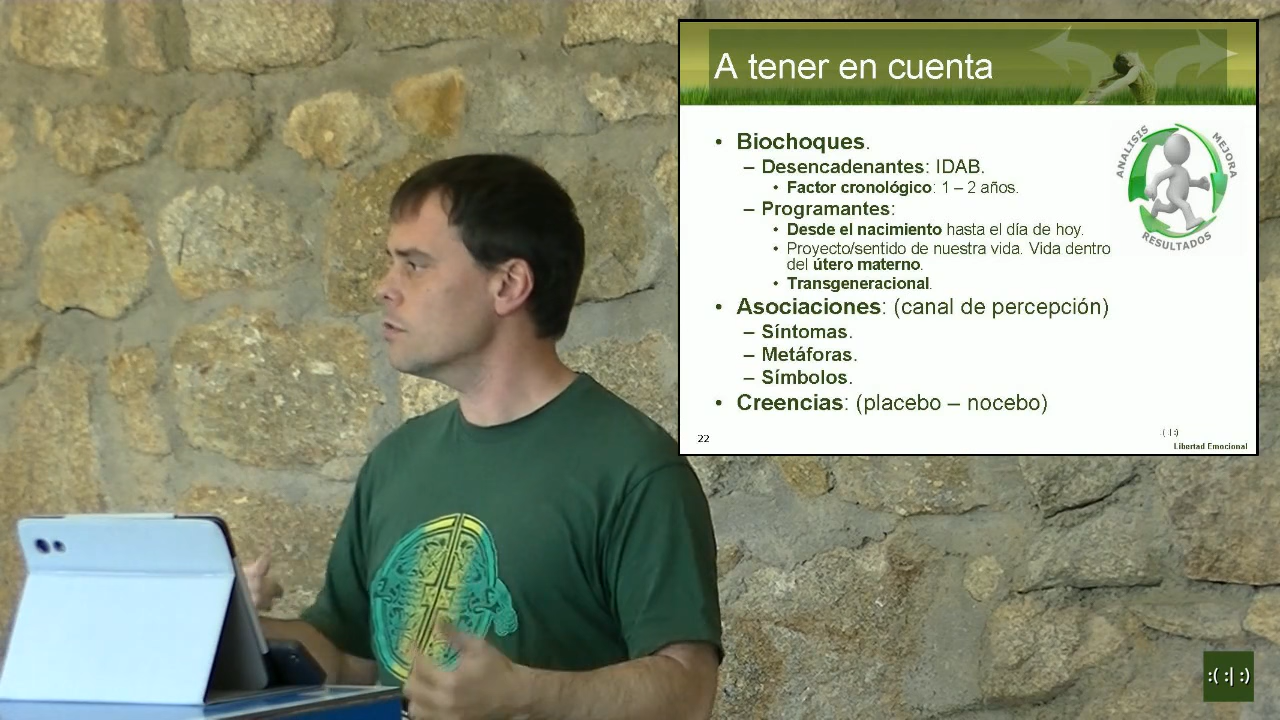 A tener en cuenta
• Biochoques.
– Desencadenantes: IDAB.
• Factor cronológico: 1 – 2 años.
– Programantes:
• Desde el nacimiento hasta el día de hoy.
• Proyecto/sentido de nuestra vida. Vida dentro
del útero materno.
• Transgeneracional.
• Asociaciones: (canal de percepción)
– Síntomas.
– Metáforas.
– Símbolos.
• Creencias: (placebo – nocebo)
ANALISIS
MEJORA
RESULTADOS
22
:( :| :)
Libertad Emocional
:( :| :)